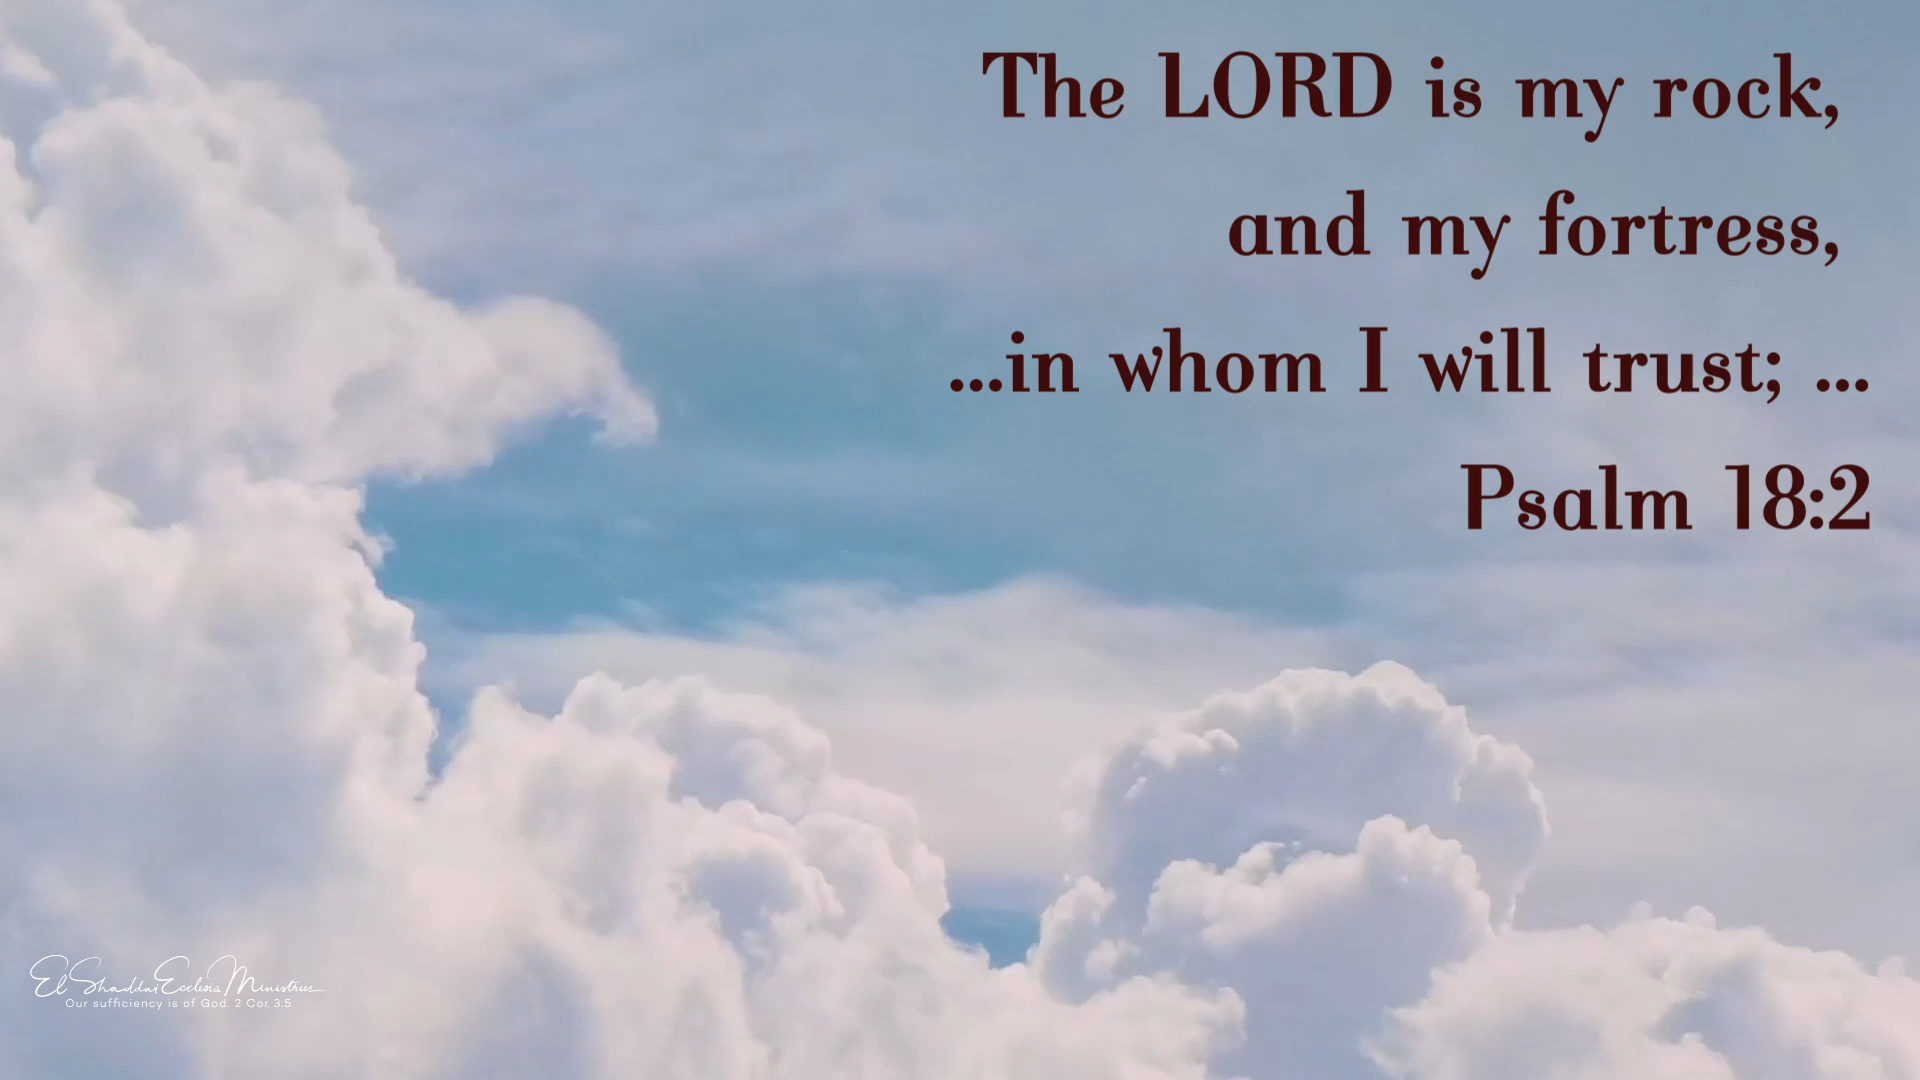 The LORD is my rock,
and my fortress,
...in whom I will trust; ...
Psalm 18:2
El Shaddai Ecclesia Ministries
Our sufficiency is of God. 2 Cor. 3:5